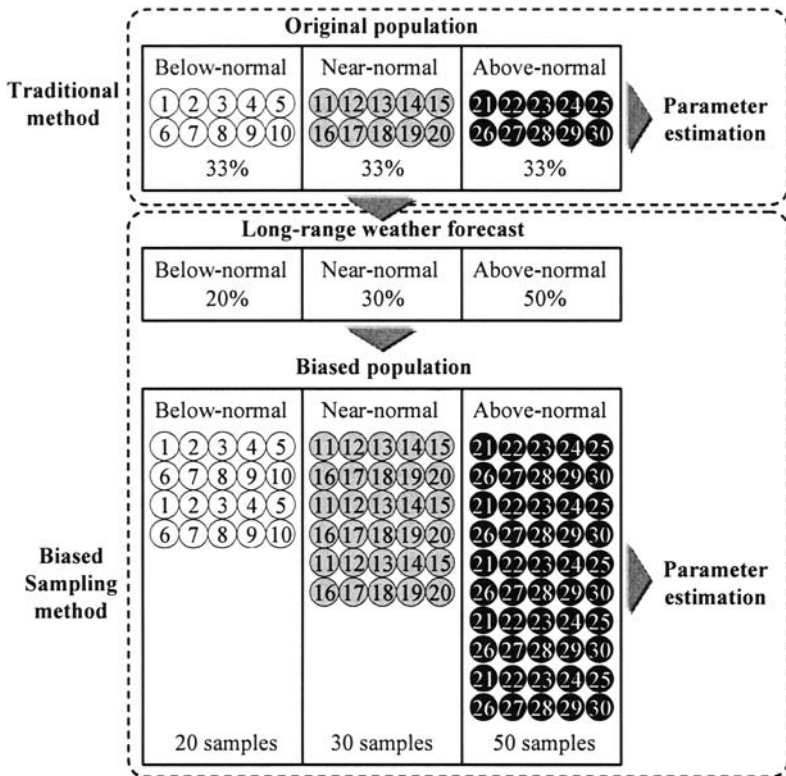 Original population
Traditional method
Below-normal Near-normal Above-normal
1 2 3 4 5 11 12 13 14 15 21 22 23 24 25
6 7 8 9 10 16 17 18 19 20 26 27 28 29 30
33% 33% 33%
Parameter estimation
Long-range weather forecast
Below-normal Near-normal Above-normal
20% 30% 50%
Biased population
Biased Sampling method
Below-normal Near-normal Above-normal
1 2 3 4 5 11 12 13 14 15 21 22 23 24 25
6 7 8 9 10 16 17 18 19 20 26 27 28 29 30
1 2 3 4 5 11 12 13 14 15 21 22 23 24 25
6 7 8 9 10 16 17 18 19 20 26 27 28 29 30
11 12 13 14 15 21 22 23 24 25
16 17 18 19 20 26 27 28 29 30
21 22 23 24 25
26 27 28 29 30
21 22 23 24 25
26 27 28 29 30
20 samples 30 samples 50 samples
Parameter estimation